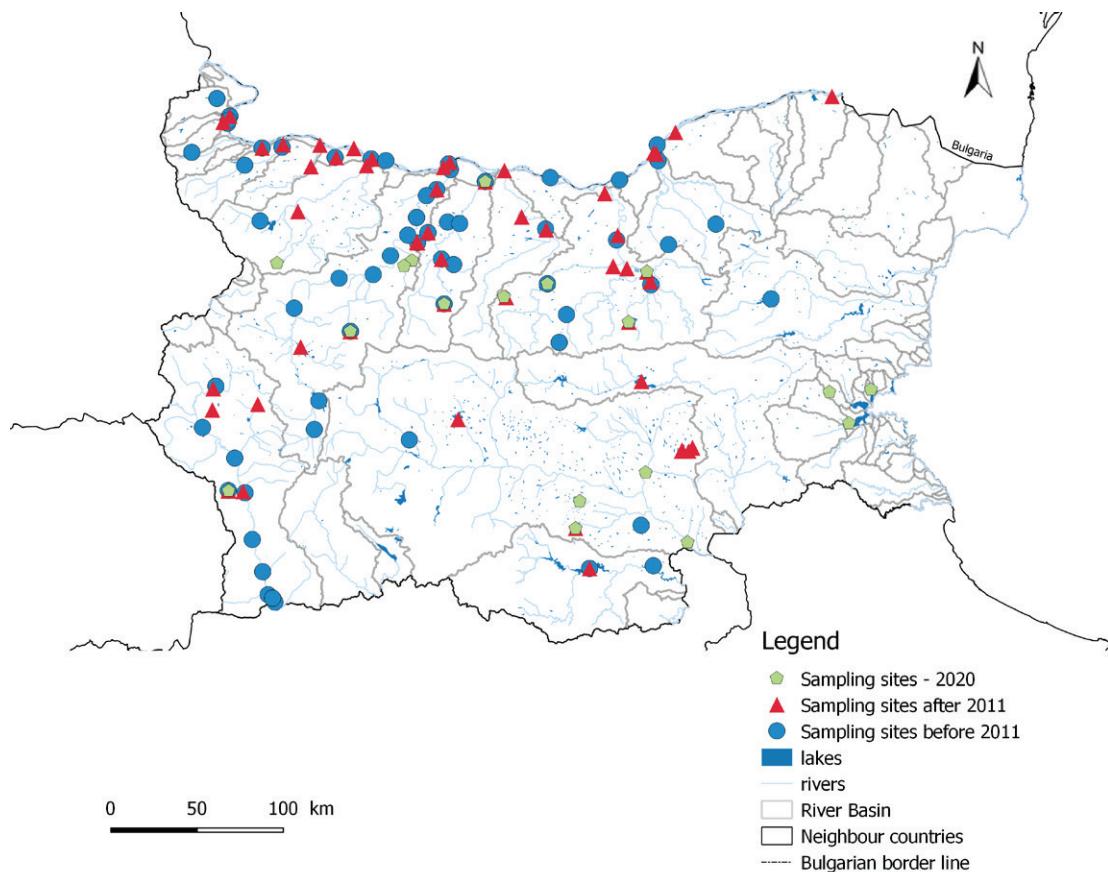 N
Bulgaria
Legend
Sampling sites - 2020
Sampling sites after 2011
Sampling sites before 2011
lakes
rivers
River Basin
Neighbour countries
Bulgarian border line
0 50 100 km